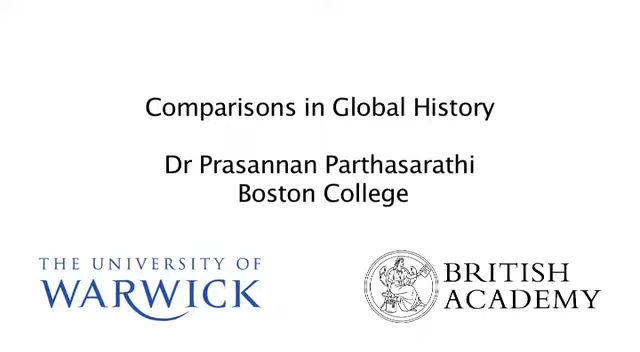 Comparisons in Global History
Dr Prasannan Parthasarathi
Boston College
THE UNIVERSITY OF
WARWICK
BRITISH
ACADEMY